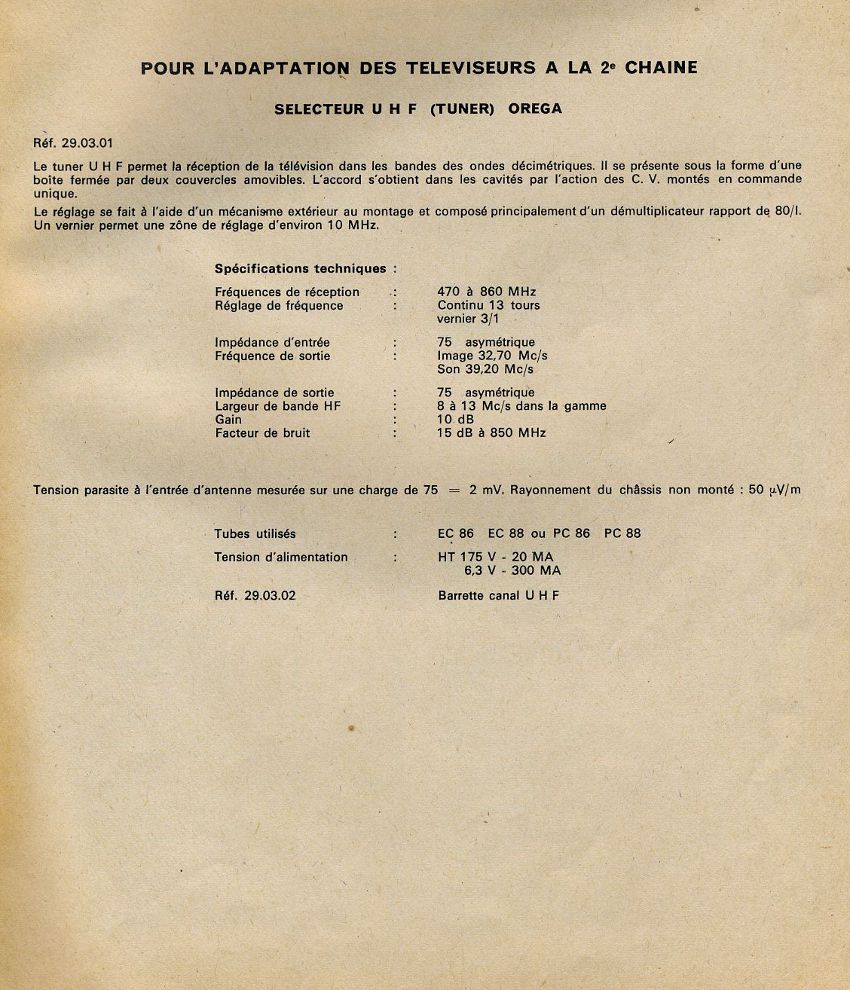 POUR L'ADAPTATION DES TELEVISEURS A LA 2e CHAINE
SELECTEUR U H F (TUNER) OREGA
Réf. 29.03.01
Le tuner U H F permet la réception de la télévision dans les bandes des ondes décimétriques. Il se présente sous la forme d'une
boîte fermée par deux couvercles amovibles. L'accord s'obtient dans les cavités par l'action des C. V. montés en commande
unique.
Le réglage se fait à l'aide d'un mécanisme extérieur au montage et composé principalement d'un démultiplicateur rapport de 80/I.
Un vernier permet une zône de réglage d'environ 10 MHz.
Spécifications techniques :
Fréquences de réception : 470 à 860 MHz
Réglage de fréquence : Continu 13 tours
vernier 3/1
Impédance d'entrée : 75 asymétrique
Fréquence de sortie : Image 32,70 Mc/s
Son 39,20 Mc/s
Impédance de sortie : 75 asymétrique
Largeur de bande HF : 8 à 13 Mc/s dans la gamme
Gain : 10 dB
Facteur de bruit : 15 dB à 850 MHz
Tension parasite à l'entrée d'antenne mesurée sur une charge de 75 = 2 mV. Rayonnement du châssis non monté : 50 µV/m
Tubes utilisés : EC 86 EC 88 ou PC 86 PC 88
Tension d'alimentation : HT 175 V - 20 MA
6,3 V - 300 MA
Réf. 29.03.02 Barrette canal U H F